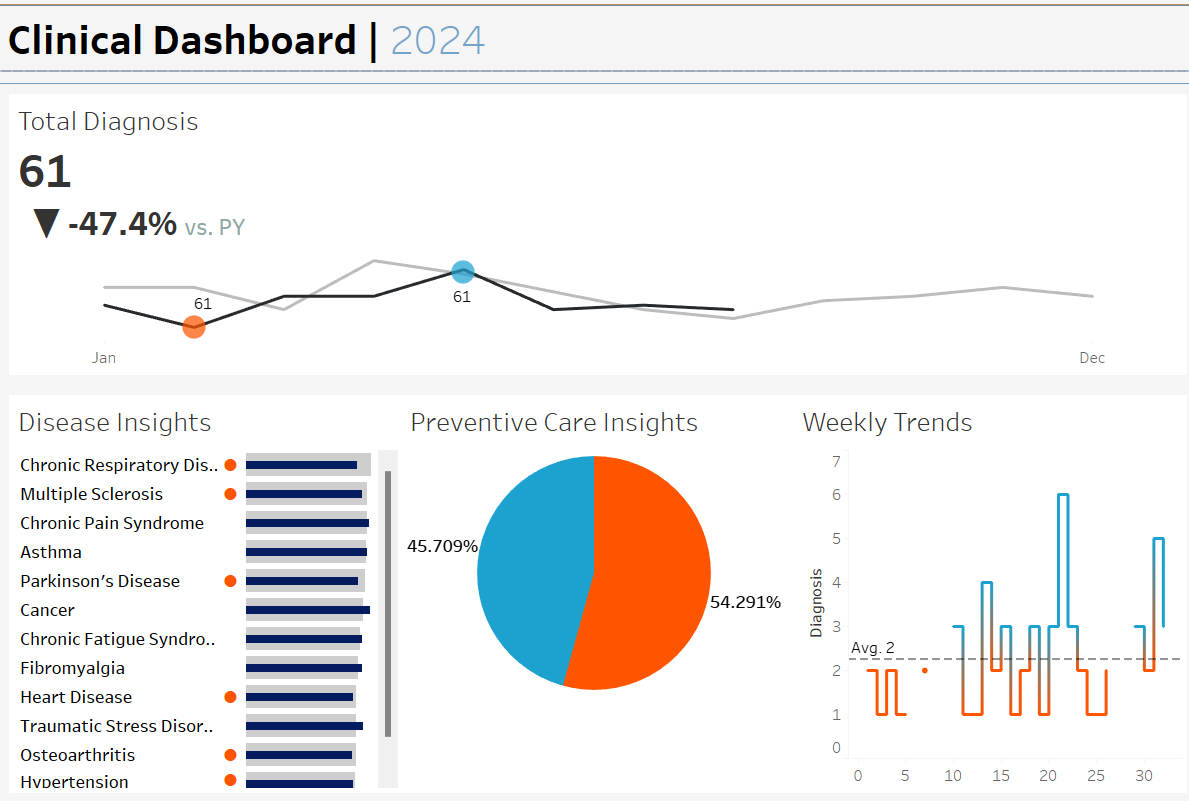 Clinical Dashboard | 2024
Total Diagnosis
61
▼ -47.4% vs. PY
61
61
Jan
Dec
Disease Insights
Chronic Respiratory Dis..
Multiple Sclerosis
Chronic Pain Syndrome
Asthma
Parkinson's Disease
Cancer
Chronic Fatigue Syndro..
Fibromyalgia
Heart Disease
Traumatic Stress Disor..
Osteoarthritis
Hypertension
Preventive Care Insights
45.709%
54.291%
Weekly Trends
Diagnosis
7
6
5
4
3
Avg. 2
2
1
0
0 5 10 15 20 25 30